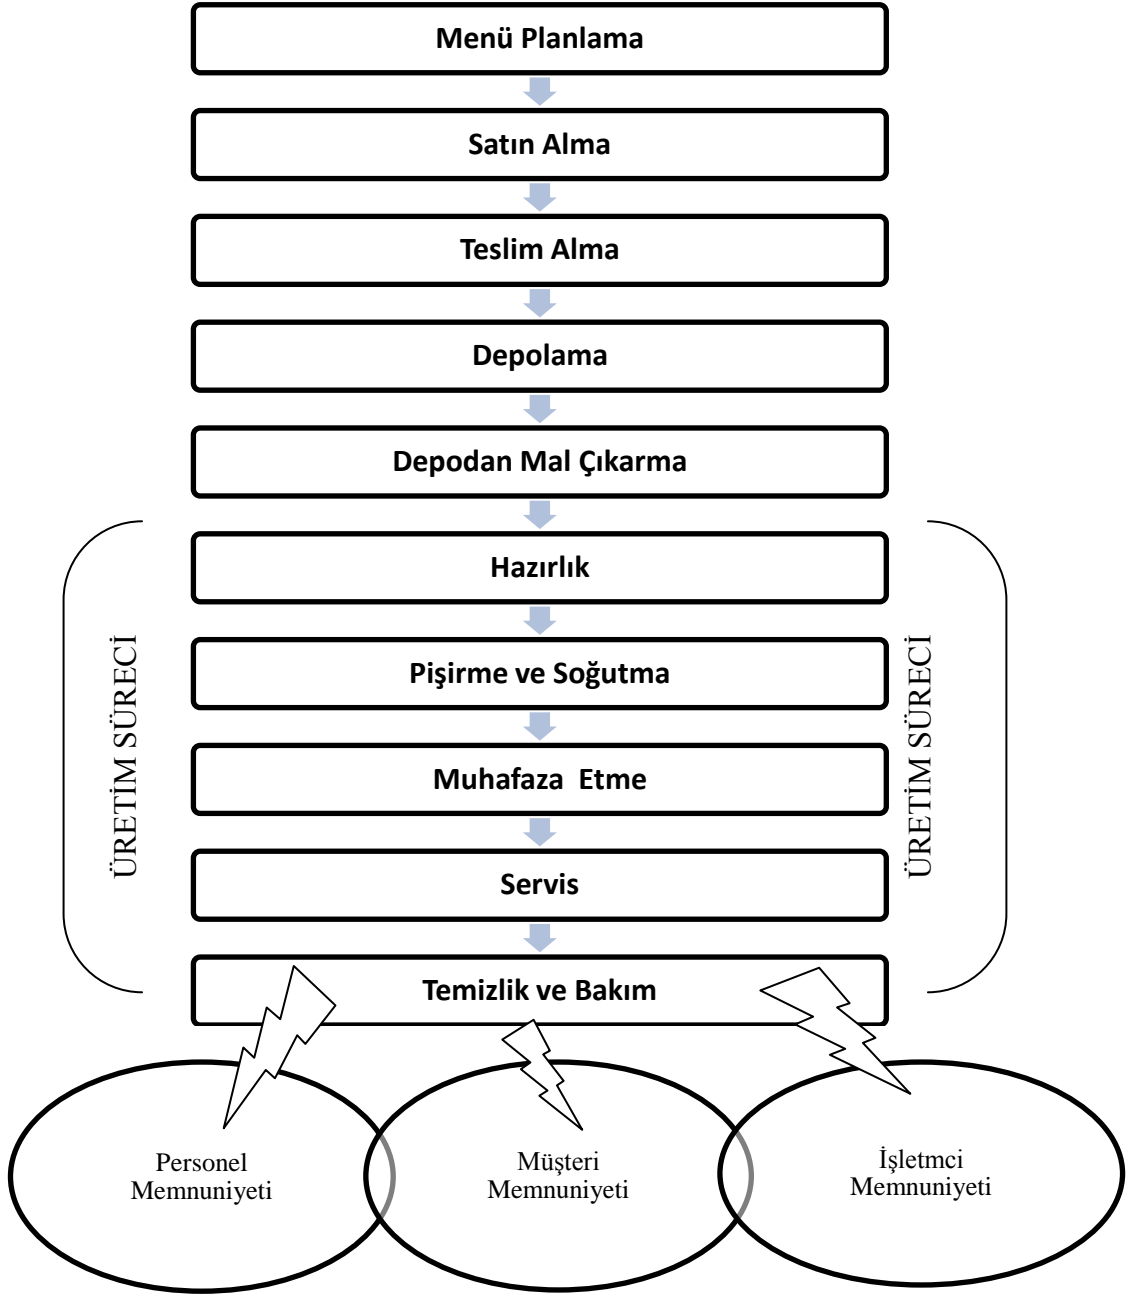 Menü Planlama
Satın Alma
Teslim Alma
Depolama
Depodan Mal Çıkarma
Hazırlık
Pişirme ve Soğutma
Muhafaza  Etme
Servis
Temizlik ve Bakım
ÜRETİM SÜRECİ
ÜRETİM SÜRECİ
Personel
Memnuniyeti
Müşteri
Memnuniyeti
İşletmci
Memnuniyeti